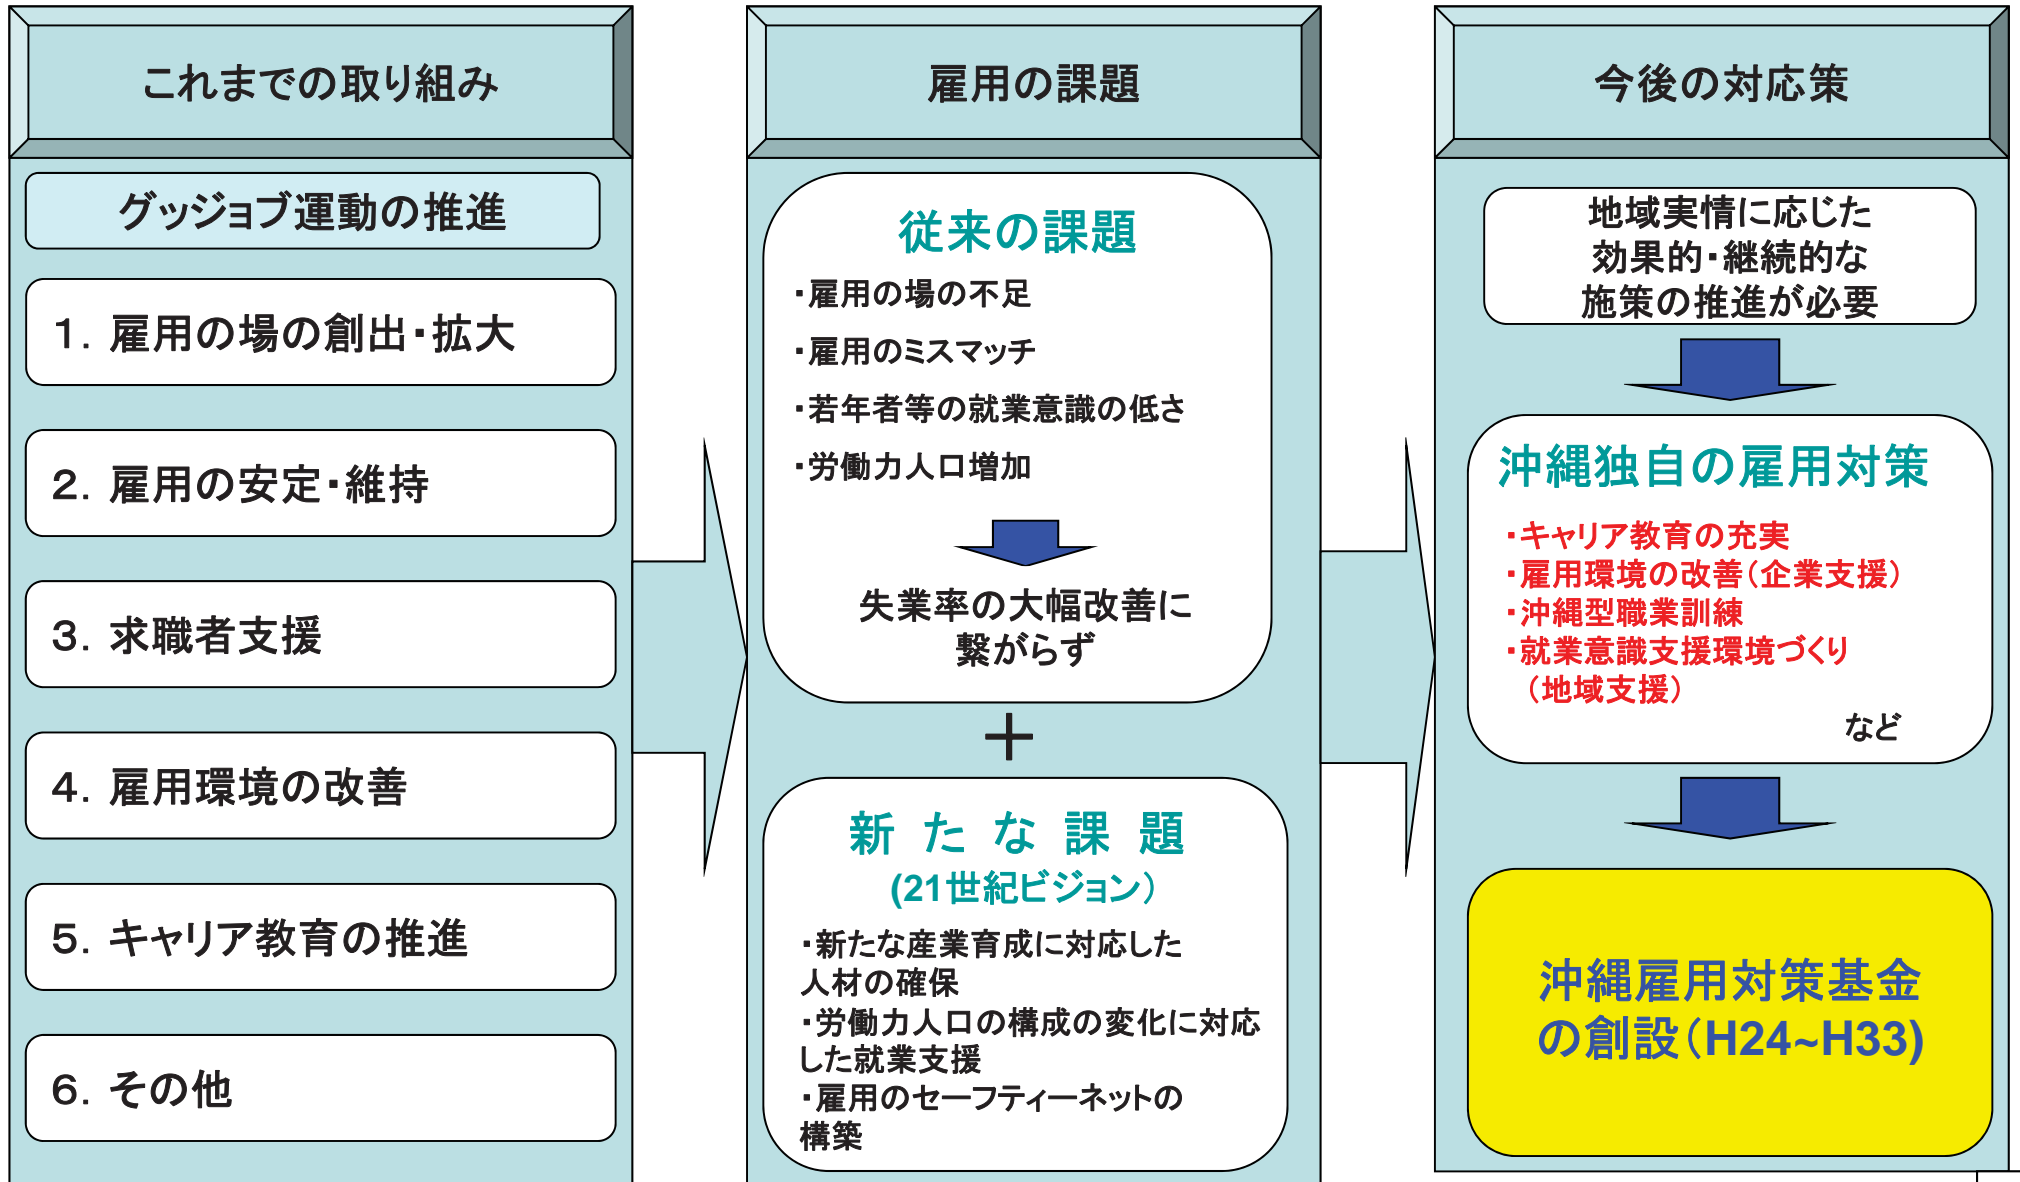 これまでの取り組み
グッジョブ運動の推進
１．雇用の場の創出・拡大
２．雇用の安定・維持
３．求職者支援
４．雇用環境の改善
５．キャリア教育の推進
６．その他
雇用の課題
従来の課題
・雇用の場の不足
・雇用のミスマッチ
・若年者等の就業意識の低さ
・労働力人口増加
失業率の大幅改善に
繋がらず
＋
新たな課題
(21世紀ビジョン）
・新たな産業育成に対応した
人材の確保
・労働力人口の構成の変化に対応
した就業支援
・雇用のセーフティーネットの
構築
今後の対応策
地域実情に応じた
効果的・継続的な
施策の推進が必要
沖縄独自の雇用対策
・キャリア教育の充実
・雇用環境の改善（企業支援）
・沖縄型職業訓練
・就業意識支援環境づくり
（地域支援）
など
沖縄雇用対策基金
の創設（H24~H33)